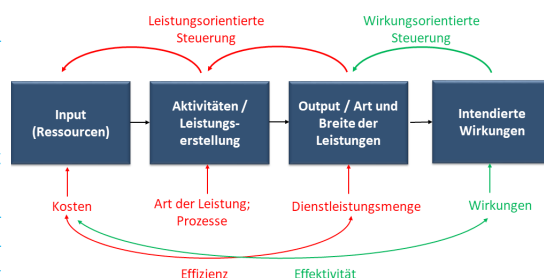 Leistungsorientierte
Steuerung
Wirkungsorientierte
Steuerung
Input
(Ressourcen)
Aktivitäten /
Leistungs-
erstellung
Output / Art und
Breite der
Leistungen
Intendierte
Wirkungen
Kosten
Art der Leistung;
Prozesse
Dienstleistungsmenge
Wirkungen
Effizienz
Effektivität